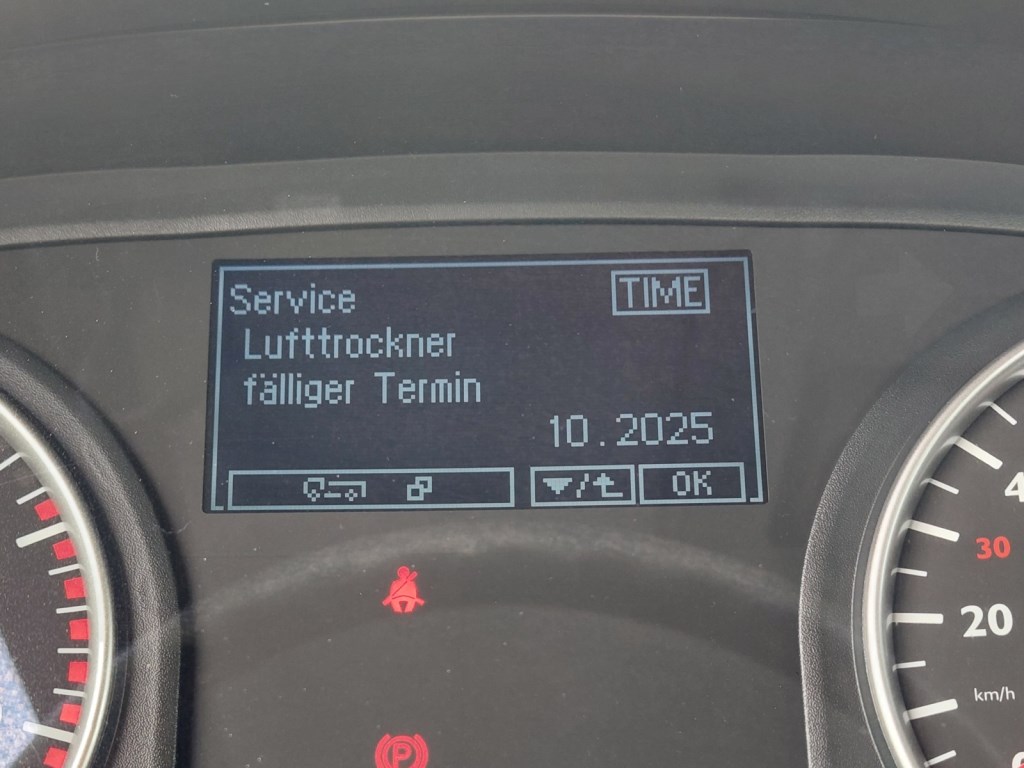 Service
TIME
Lufttrockner
fälliger Termin
10.2025
OK
30
20
km/h
P